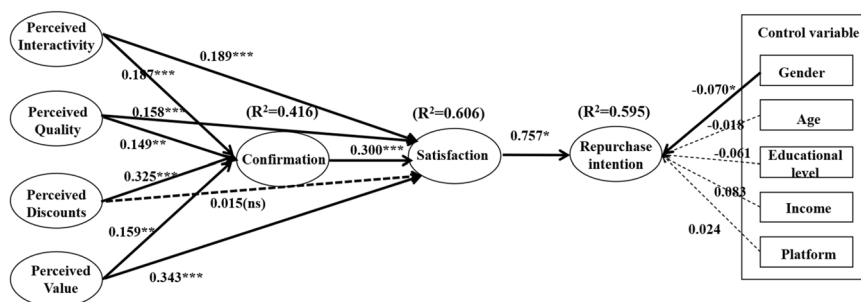 Perceived
Interactivity
0.189***
0.187***
Control variable
Gender
-0.070*
Perceived
Quality
0.158***
(R²=0.416)
(R²=0.606)
(R²=0.595)
Age
-0.018
0.149**
Confirmation
0.300***
Satisfaction
0.757*
Repurchase
intention
-0.061
Educational
level
0.325***
Perceived
Discounts
0.015(ns)
0.083
Income
0.159**
0.024
Platform
Perceived
Value
0.343***